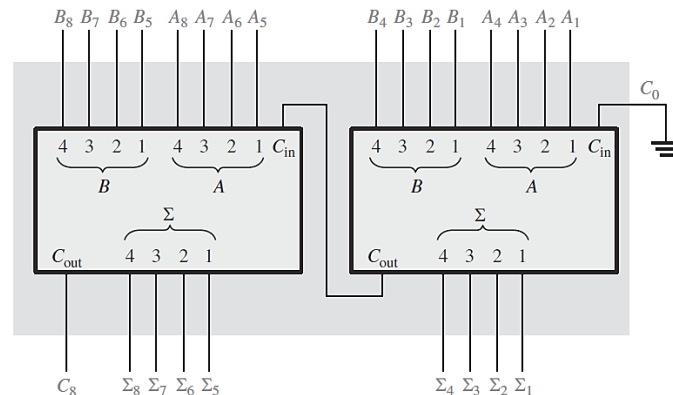 B8 B7 B6 B5 A8 A7 A6 A5 B4 B3 B2 B1 A4 A3 A2 A1
C0
4 3 2 1 4 3 2 1 Cin 4 3 2 1 4 3 2 1 Cin
B A B A
Σ Σ
Cout 4 3 2 1 Cout 4 3 2 1
C8 Σ8 Σ7 Σ6 Σ5 Σ4 Σ3 Σ2 Σ1